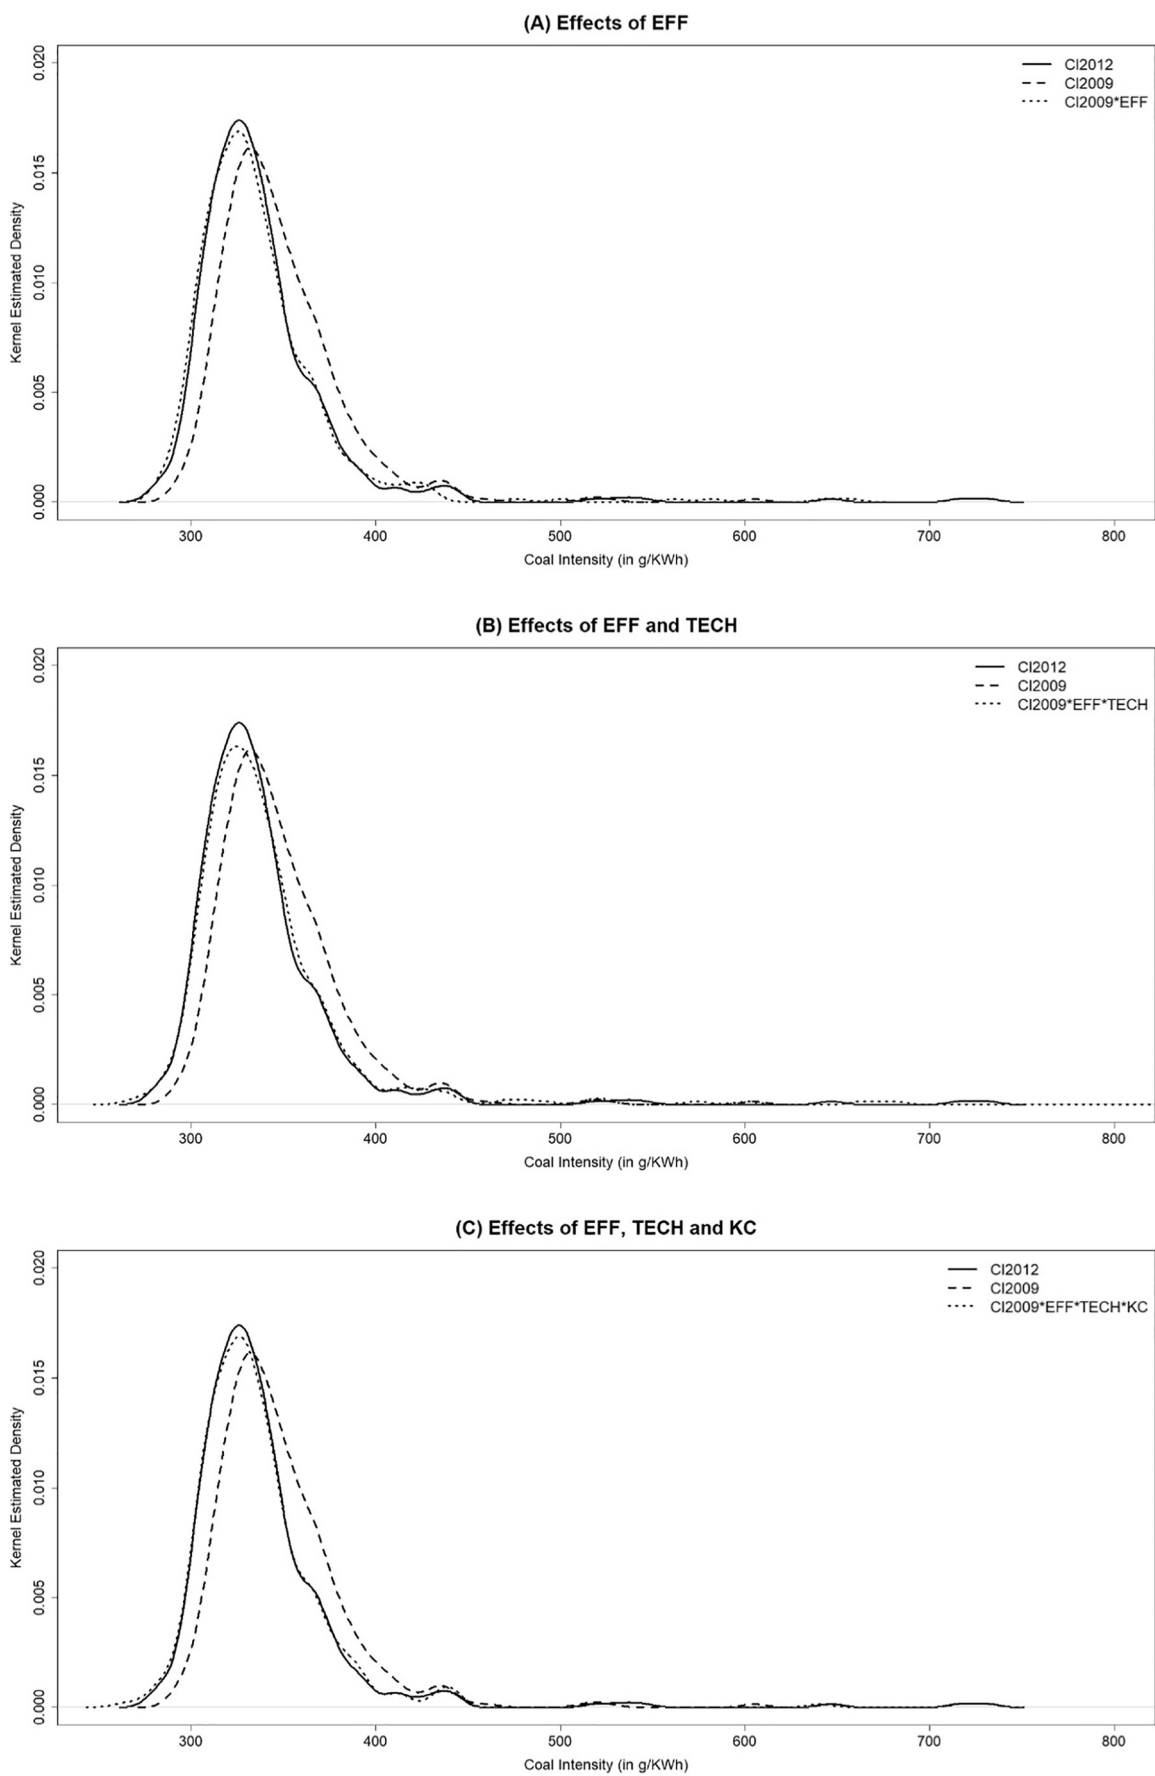 (A) Effects of EFF
CI2012
CI2009
CI2009*EFF
Kernel Estimated Density
0.020
0.015
0.010
0.005
0.000
300 400 500 600 700 800
Coal Intensity (in g/KWh)
(B) Effects of EFF and TECH
CI2012
CI2009
CI2009*EFF*TECH
Kernel Estimated Density
0.020
0.015
0.010
0.005
0.000
300 400 500 600 700 800
Coal Intensity (in g/KWh)
(C) Effects of EFF, TECH and KC
CI2012
CI2009
CI2009*EFF*TECH*KC
Kernel Estimated Density
0.020
0.015
0.010
0.005
0.000
300 400 500 600 700 800
Coal Intensity (in g/KWh)